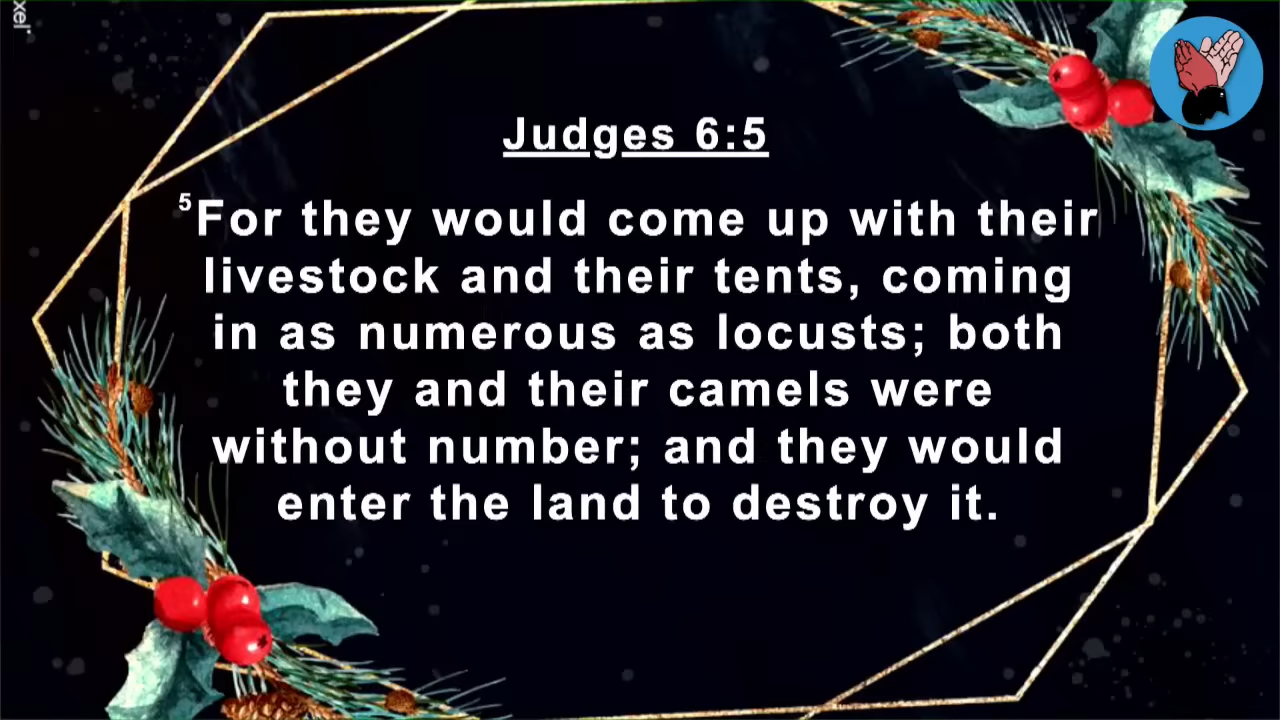 Judges 6:5
5For they would come up with their
livestock and their tents, coming
in as numerous as locusts; both
they and their camels were
without number; and they would
enter the land to destroy it.